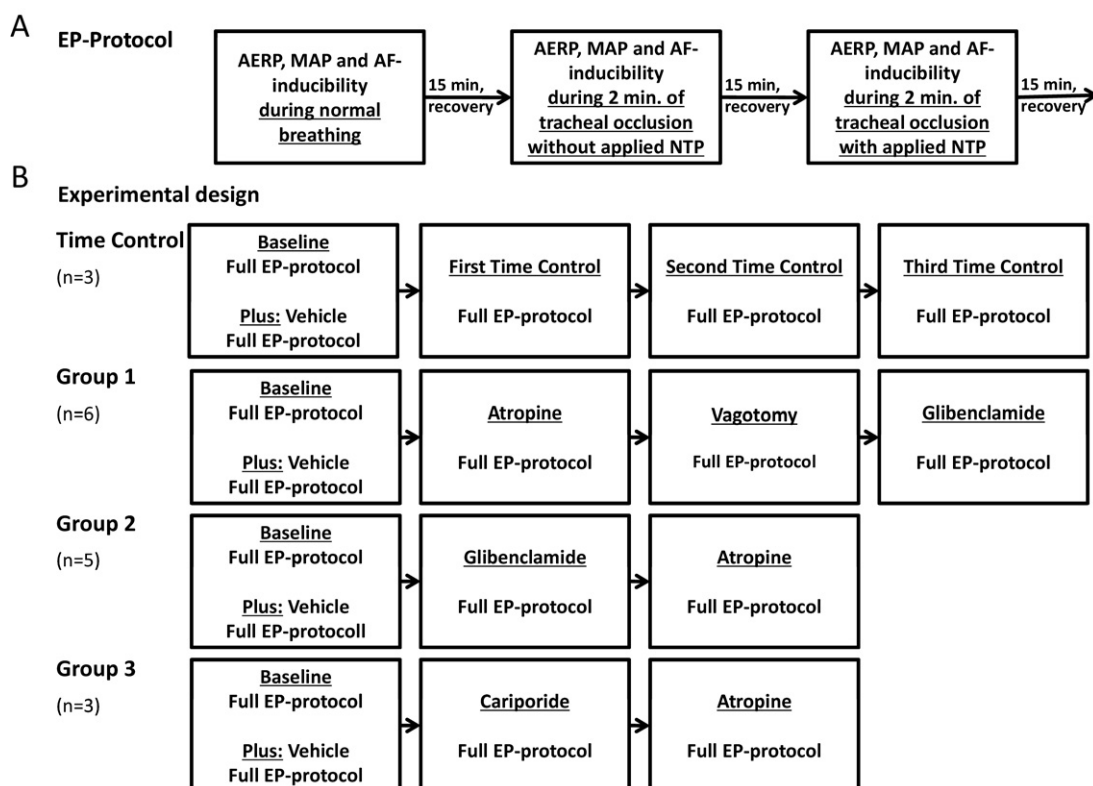 A
EP-Protocol
AERP, MAP and AF-
inducibility
during normal
breathing
15 min,
recovery
AERP, MAP and AF-
inducibility
during 2 min. of
tracheal occlusion
without applied NTP
15 min,
recovery
AERP, MAP and AF-
inducibility
during 2 min. of
tracheal occlusion
with applied NTP
15 min,
recovery
B
Experimental design
Time Control
(n=3)
Baseline
Full EP-protocol
Plus: Vehicle
Full EP-protocol
First Time Control
Full EP-protocol
Second Time Control
Full EP-protocol
Third Time Control
Full EP-protocol
Group 1
(n=6)
Baseline
Full EP-protocol
Plus: Vehicle
Full EP-protocol
Atropine
Full EP-protocol
Vagotomy
Full EP-protocol
Glibenclamide
Full EP-protocol
Group 2
(n=5)
Baseline
Full EP-protocol
Plus: Vehicle
Full EP-protocoll
Glibenclamide
Full EP-protocol
Atropine
Full EP-protocol
Group 3
(n=3)
Baseline
Full EP-protocol
Plus: Vehicle
Full EP-protocol
Cariporide
Full EP-protocol
Atropine
Full EP-protocol